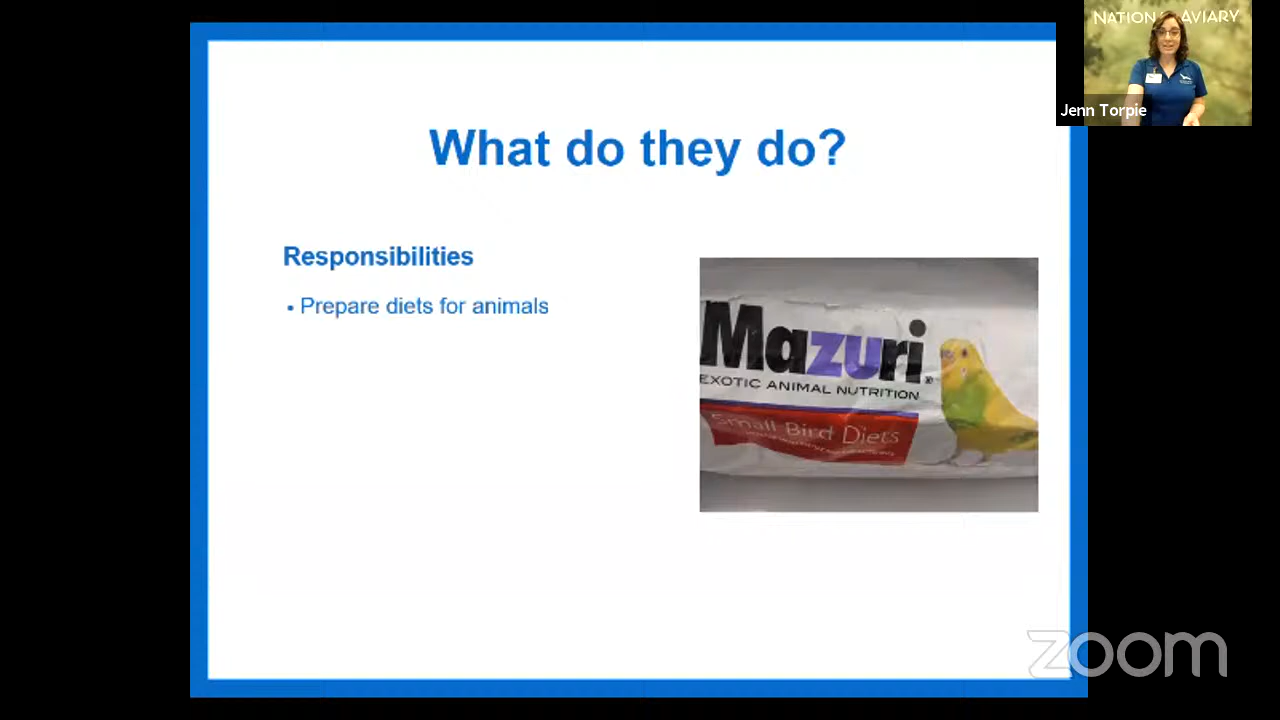 NATION AVIARY
Jenn Torpie
What do they do?
Responsibilities
• Prepare diets for animals
Mazuri®
EXOTIC ANIMAL NUTRITION
Small Bird Diets
zoom